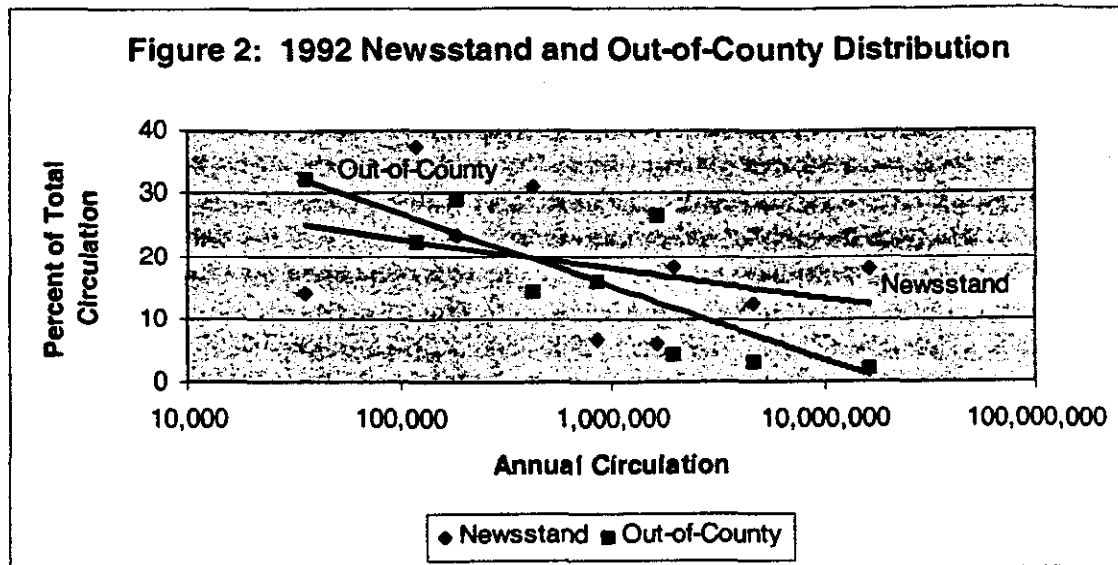 Figure 2: 1992 Newsstand and Out-of-County Distribution
Percent of Total
Circulation
40
30
20
10
0
Out-of-County
Newsstand
10,000
100,000
1,000,000
10,000,000
100,000,000
Annual Circulation
Newsstand Out-of-County